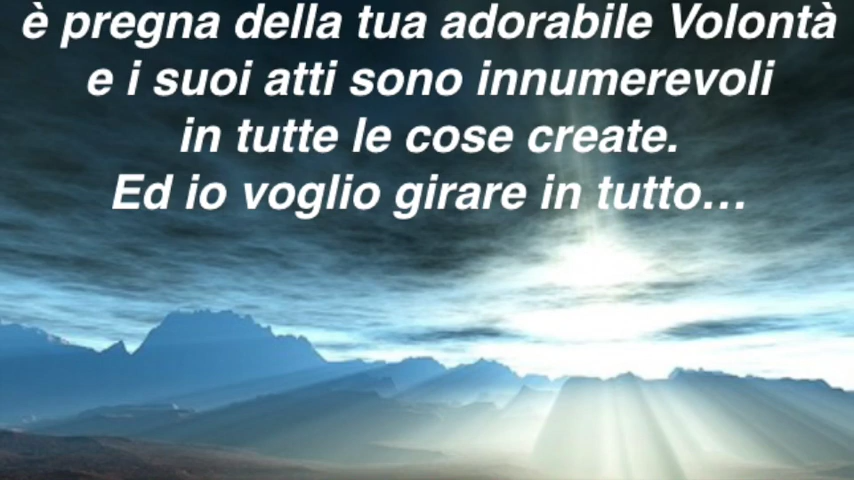 è pregna della tua adorabile Volontà
e i suoi atti sono innumerevoli
in tutte le cose create.
Ed io voglio girare in tutto…